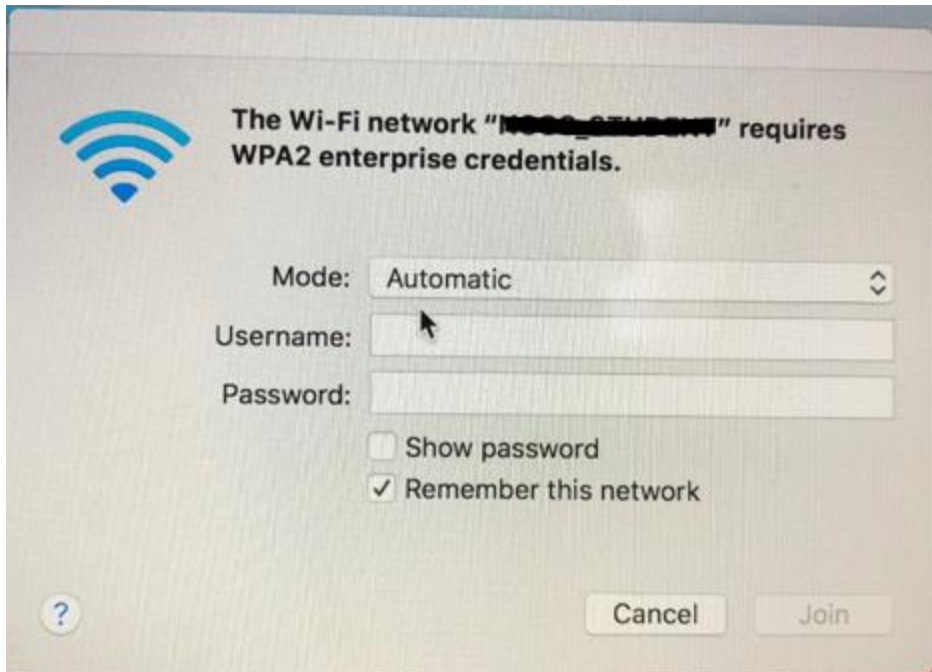 The Wi-Fi network "" requires
WPA2 enterprise credentials.
Mode: Automatic
Username:
Password:
Show password
Remember this network
? Cancel Join